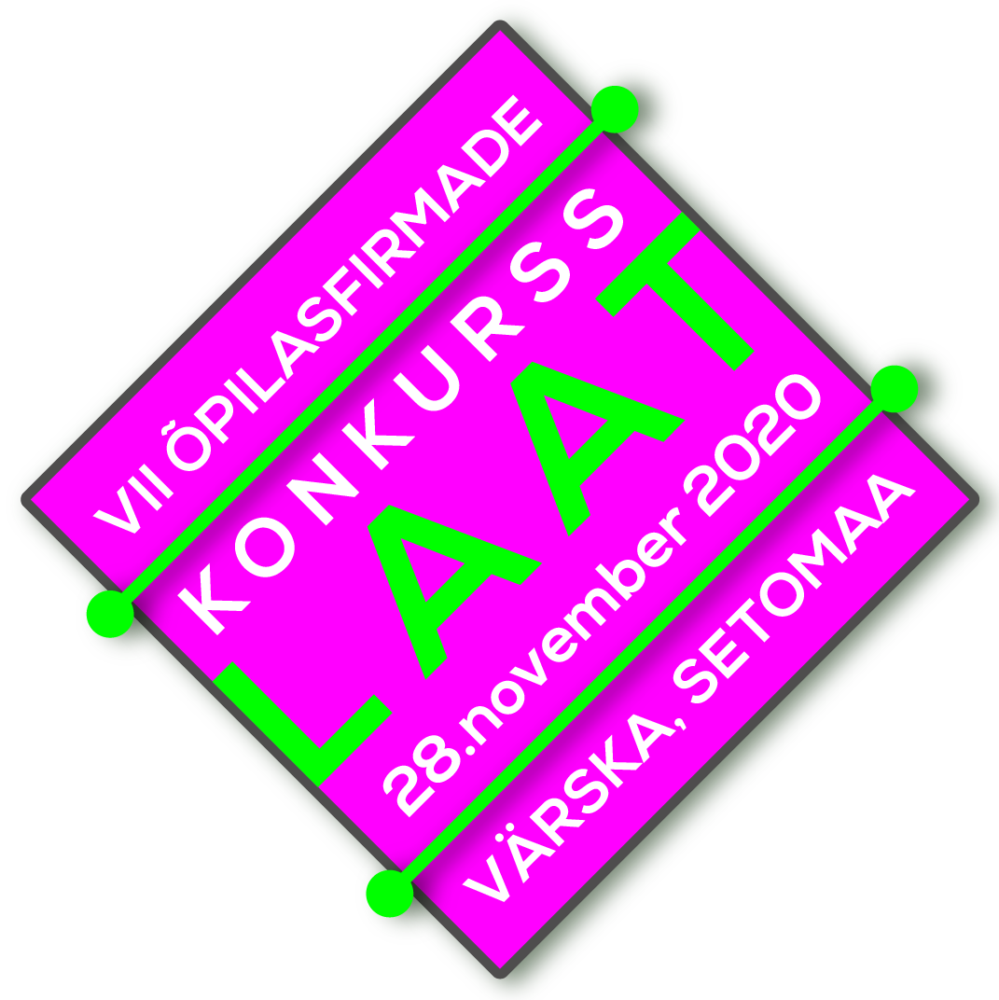 VII ÕPILASFIRMADE
KONKURSS
LAAT
28.november 2020
VÄRSKA, SETOMAA